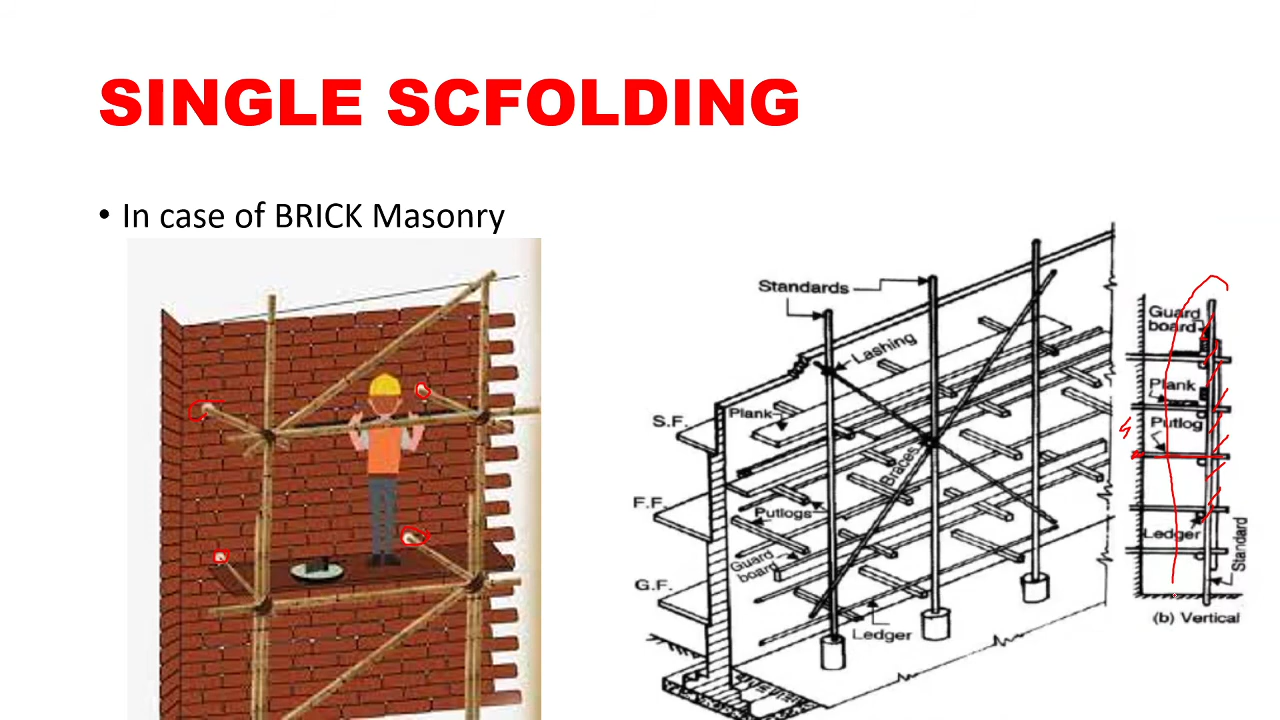 SINGLE SCFOLDING
• In case of BRICK Masonry
Standards
Lashing
Plank
S.F.
Braces
F.F.
Putlogs
Guard
board
G.F.
Ledger
Guard
board
Plank
Putlog
Ledger
Standard
(b) Vertical